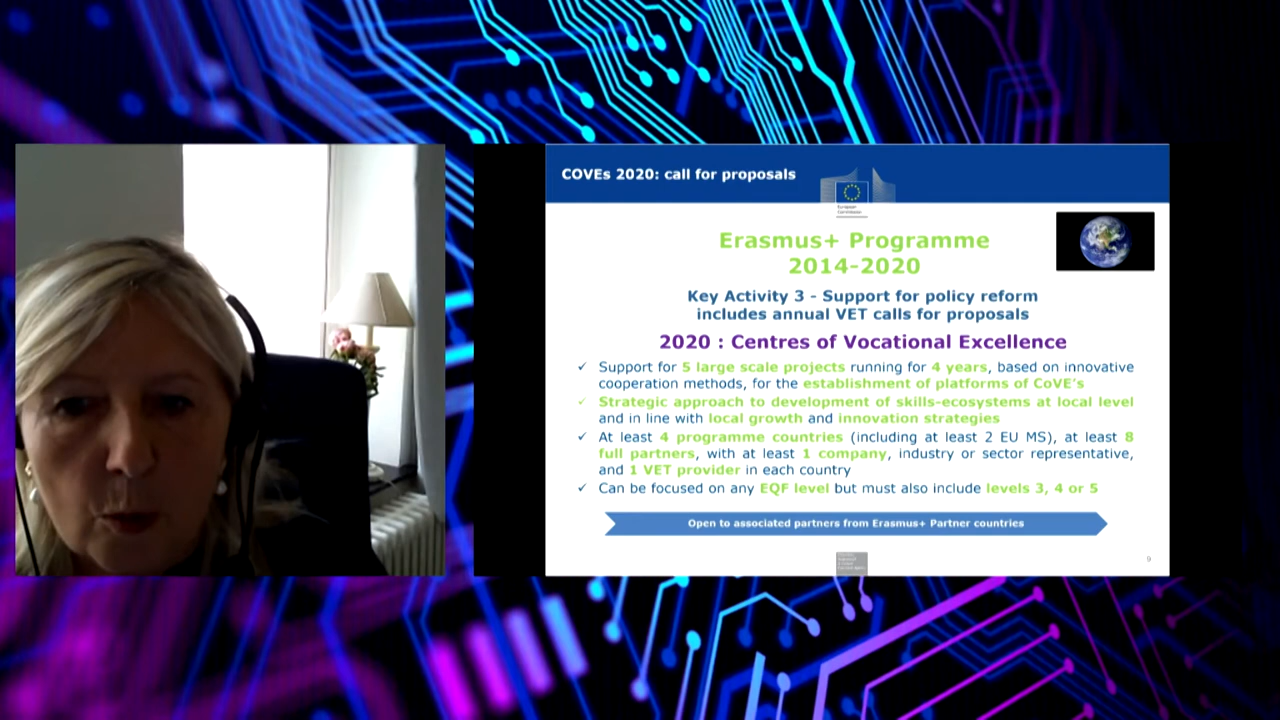 COVEs 2020: call for proposals
European
Commission
Erasmus+ Programme
2014-2020
Key Activity 3 - Support for policy reform
includes annual VET calls for proposals
2020 : Centres of Vocational Excellence
✓ Support for 5 large scale projects running for 4 years, based on innovative
cooperation methods, for the establishment of platforms of CoVE's
✓ Strategic approach to development of skills-ecosystems at local level
and in line with local growth and innovation strategies
✓ At least 4 programme countries (including at least 2 EU MS), at least 8
full partners, with at least 1 company, industry or sector representative,
and 1 VET provider in each country
✓ Can be focused on any EQF level but must also include levels 3, 4 or 5
Open to associated partners from Erasmus+ Partner countries
9